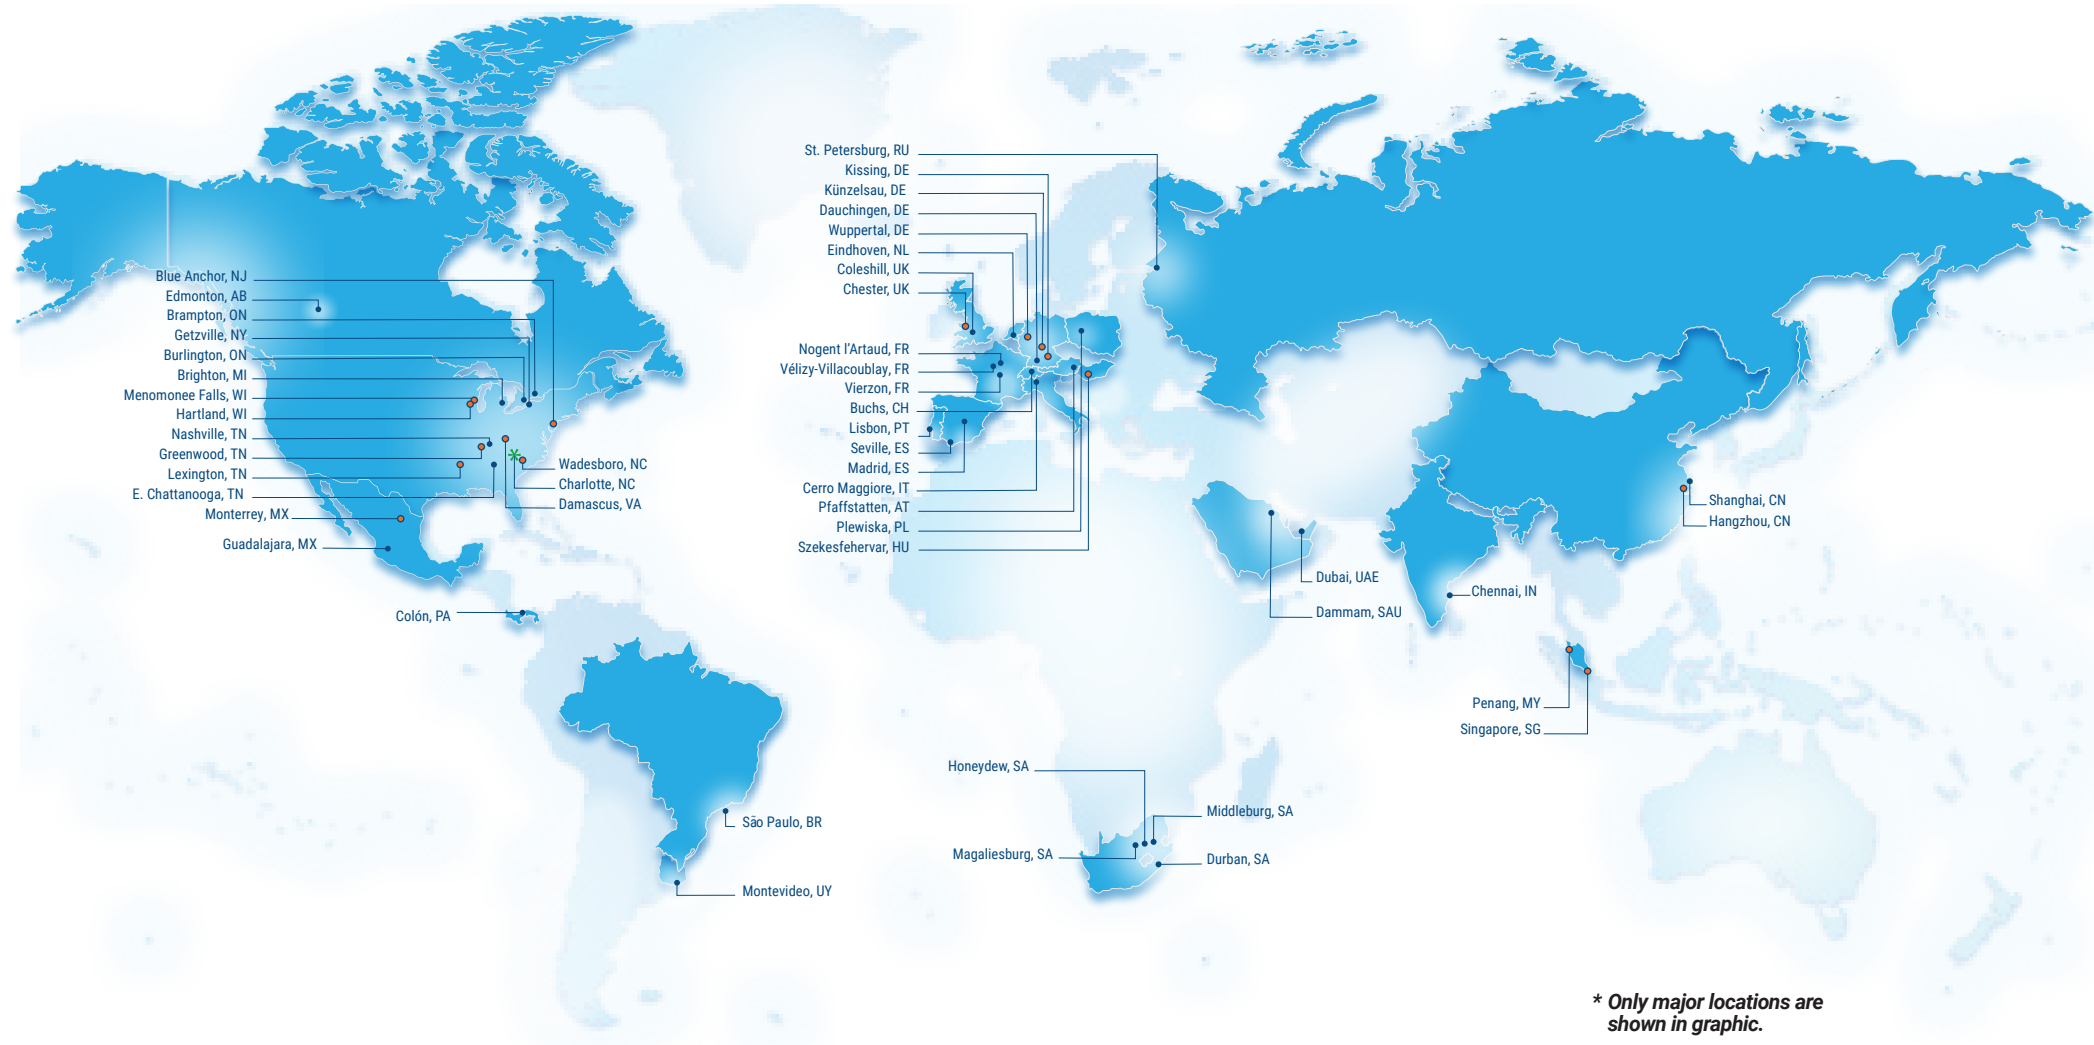 Blue Anchor, NJ
Edmonton, AB
Brampton, ON
Getzville, NY
Burlington, ON
Brighton, MI
Menomonee Falls, WI
Hartland, WI
Nashville, TN
Greenwood, TN
Lexington, TN
E. Chattanooga, TN
Monterrey, MX
Guadalajara, MX
Wadesboro, NC
Charlotte, NC
Damascus, VA
Colón, PA
São Paulo, BR
Montevideo, UY
St. Petersburg, RU
Kissing, DE
Künzelsau, DE
Dauchingen, DE
Wuppertal, DE
Eindhoven, NL
Coleshill, UK
Chester, UK
Nogent l'Artaud, FR
Vélizy-Villacoublay, FR
Vierzon, FR
Buchs, CH
Lisbon, PT
Seville, ES
Madrid, ES
Cerro Maggiore, IT
Pfaffstatten, AT
Plewiska, PL
Szekesfehervar, HU
Dubai, UAE
Dammam, SAU
Honeydew, SA
Middleburg, SA
Magaliesburg, SA
Durban, SA
Shanghai, CN
Hangzhou, CN
Chennai, IN
Penang, MY
Singapore, SG
* Only major locations are
shown in graphic.